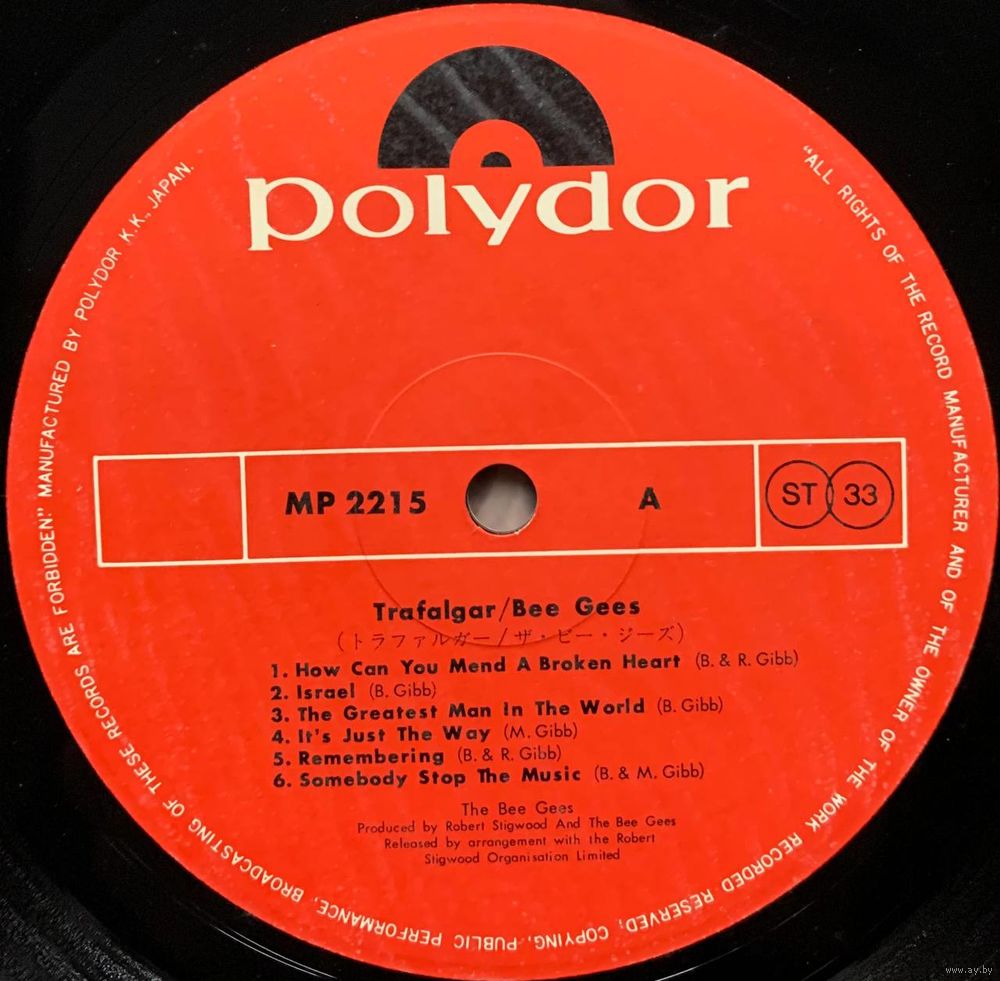 polydor
"ALL RIGHTS OF THE RECORD MANUFACTURER AND OF THE OWNER OF THE WORK RECORDED RESERVED; COPYING, PUBLIC PERFORMANCE, BROADCASTING OF THESE RECORDS ARE FORBIDDEN." MANUFACTURED BY POLYDOR K.K., JAPAN.
MP 2215 A ST 33
Trafalgar/Bee Gees
(トラファルガー/ザ・ビー・ジーズ)
1. How Can You Mend A Broken Heart (B. & R. Gibb)
2. Israel (B. Gibb)
3. The Greatest Man In The World (B. Gibb)
4. It's Just The Way (M. Gibb)
5. Remembering (B. & R. Gibb)
6. Somebody Stop The Music (B. & M. Gibb)
The Bee Gees
Produced by Robert Stigwood And The Bee Gees
Released by arrangement with the Robert
Stigwood Organisation Limited
www.ay.by